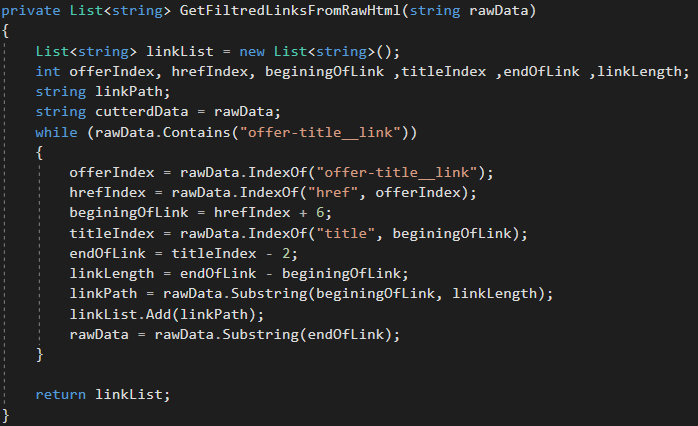 private List<string> GetFiltredLinksFromRawHtml(string rawData)
{
    List<string> linkList = new List<string>();
    int offerIndex, hrefIndex, beginingOfLink ,titleIndex ,endOfLink ,linkLength;
    string linkPath;
    string cutterdData = rawData;
    while (rawData.Contains("offer-title__link"))
    {
        offerIndex = rawData.IndexOf("offer-title__link");
        hrefIndex = rawData.IndexOf("href", offerIndex);
        beginingOfLink = hrefIndex + 6;
        titleIndex = rawData.IndexOf("title", beginingOfLink);
        endOfLink = titleIndex - 2;
        linkLength = endOfLink - beginingOfLink;
        linkPath = rawData.Substring(beginingOfLink, linkLength);
        linkList.Add(linkPath);
        rawData = rawData.Substring(endOfLink);
    }

    return linkList;
}